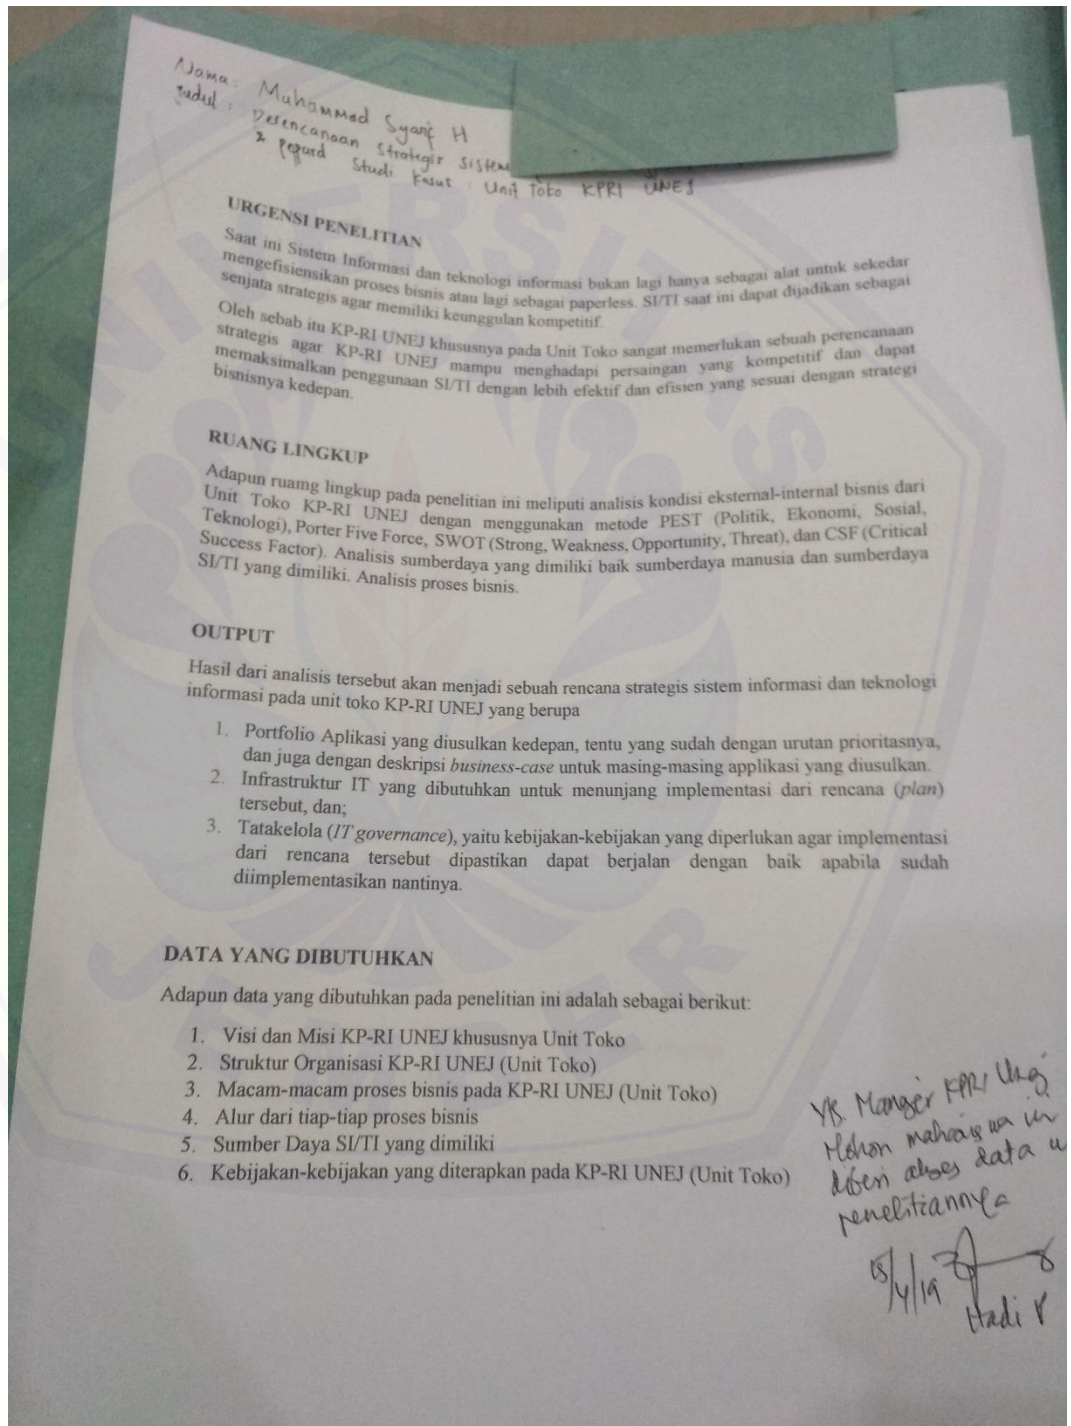 Nama : Muhammad Syarif H
Judul : Perencanaan Strategis Sistem
Studi Kasus : Unit Toko KPRI UNEJ
URGENSI PENELITIAN
Saat ini Sistem Informasi dan teknologi informasi bukan lagi hanya sebagai alat untuk sekedar
mengefisiensikan proses bisnis atau lagi sebagai paperless. SI/TI saat ini dapat dijadikan sebagai
senjata strategis agar memiliki keunggulan kompetitif.
Oleh sebab itu KP-RI UNEJ khususnya pada Unit Toko sangat memerlukan sebuah perencanaan
strategis agar KP-RI UNEJ mampu menghadapi persaingan yang kompetitif dan dapat
memaksimalkan penggunaan SI/TI dengan lebih efektif dan efisien yang sesuai dengan strategi
bisnisnya kedepan.
RUANG LINGKUP
Adapun ruamg lingkup pada penelitian ini meliputi analisis kondisi eksternal-internal bisnis dari
Unit Toko KP-RI UNEJ dengan menggunakan metode PEST (Politik, Ekonomi, Sosial,
Teknologi), Porter Five Force, SWOT (Strong, Weakness, Opportunity, Threat), dan CSF (Critical
Success Factor). Analisis sumberdaya yang dimiliki baik sumberdaya manusia dan sumberdaya
SI/TI yang dimiliki. Analisis proses bisnis.
OUTPUT
Hasil dari analisis tersebut akan menjadi sebuah rencana strategis sistem informasi dan teknologi
informasi pada unit toko KP-RI UNEJ yang berupa
1. Portfolio Aplikasi yang diusulkan kedepan, tentu yang sudah dengan urutan prioritasnya,
dan juga dengan deskripsi business-case untuk masing-masing applikasi yang diusulkan.
2. Infrastruktur IT yang dibutuhkan untuk menunjang implementasi dari rencana (plan)
tersebut, dan;
3. Tatakelola (IT governance), yaitu kebijakan-kebijakan yang diperlukan agar implementasi
dari rencana tersebut dipastikan dapat berjalan dengan baik apabila sudah
diimplementasikan nantinya.
DATA YANG DIBUTUHKAN
Adapun data yang dibutuhkan pada penelitian ini adalah sebagai berikut:
1. Visi dan Misi KP-RI UNEJ khususnya Unit Toko
2. Struktur Organisasi KP-RI UNEJ (Unit Toko)
3. Macam-macam proses bisnis pada KP-RI UNEJ (Unit Toko)
4. Alur dari tiap-tiap proses bisnis
5. Sumber Daya SI/TI yang dimiliki
6. Kebijakan-kebijakan yang diterapkan pada KP-RI UNEJ (Unit Toko)
Manger KPRI Unej
Mohon mahasiswa ini
diberi akses data u
penelitiannya
Hadi P
UNIVERSITAS
JEMBER